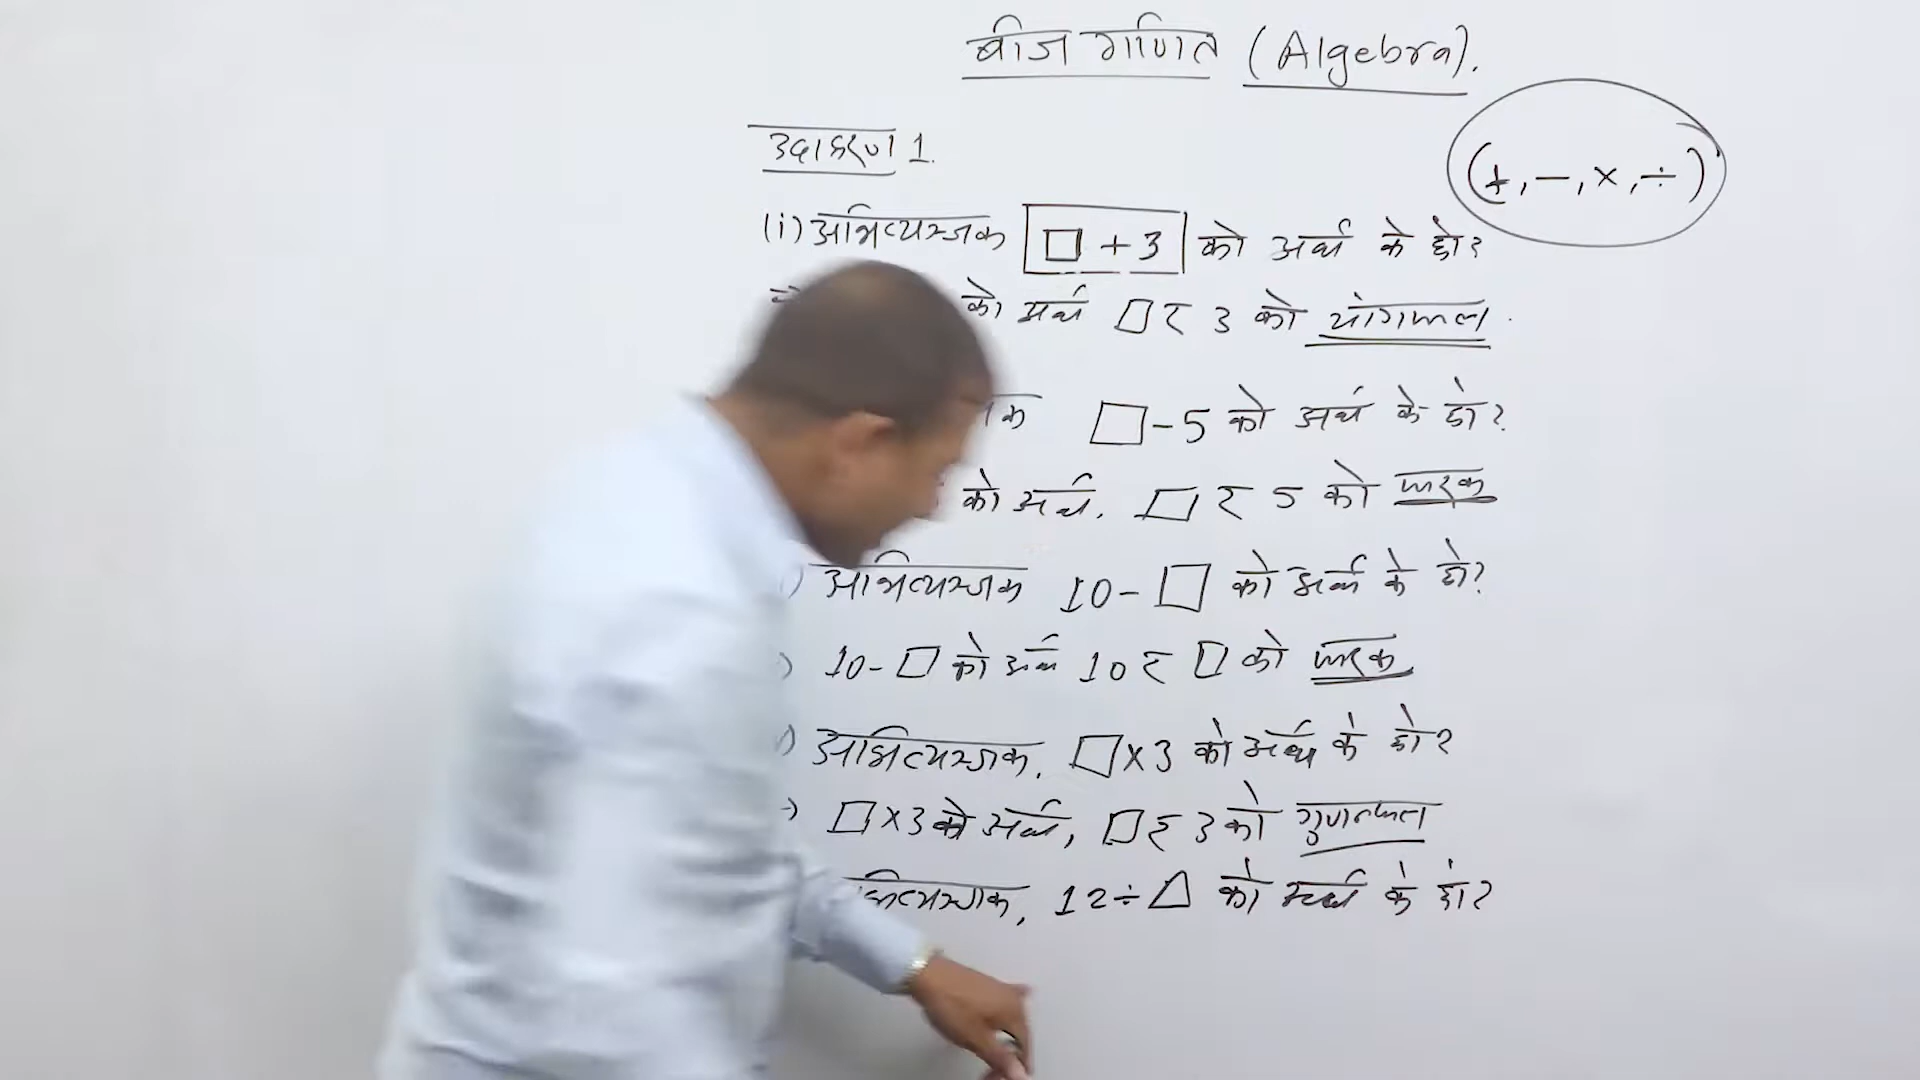 बीज गणित (Algebra).
उदाहरण 1.
(+, −, ×, ÷)
(i) अभिव्यञ्जक □ + 3 को अर्थ के हो?
को अर्थ □ र 3 को योगफल
□ − 5 को अर्थ के हो?
को अर्थ, □ र 5 को फरक
अभिव्यञ्जक 10 − □ को अर्थ के हो?
10 − □ को अर्थ 10 र □ को फरक
अभिव्यञ्जक, □ × 3 को अर्थ के हो?
□ × 3 को अर्थ, □ र 3 को गुणनफल
12 ÷ △ को अर्थ के हो?